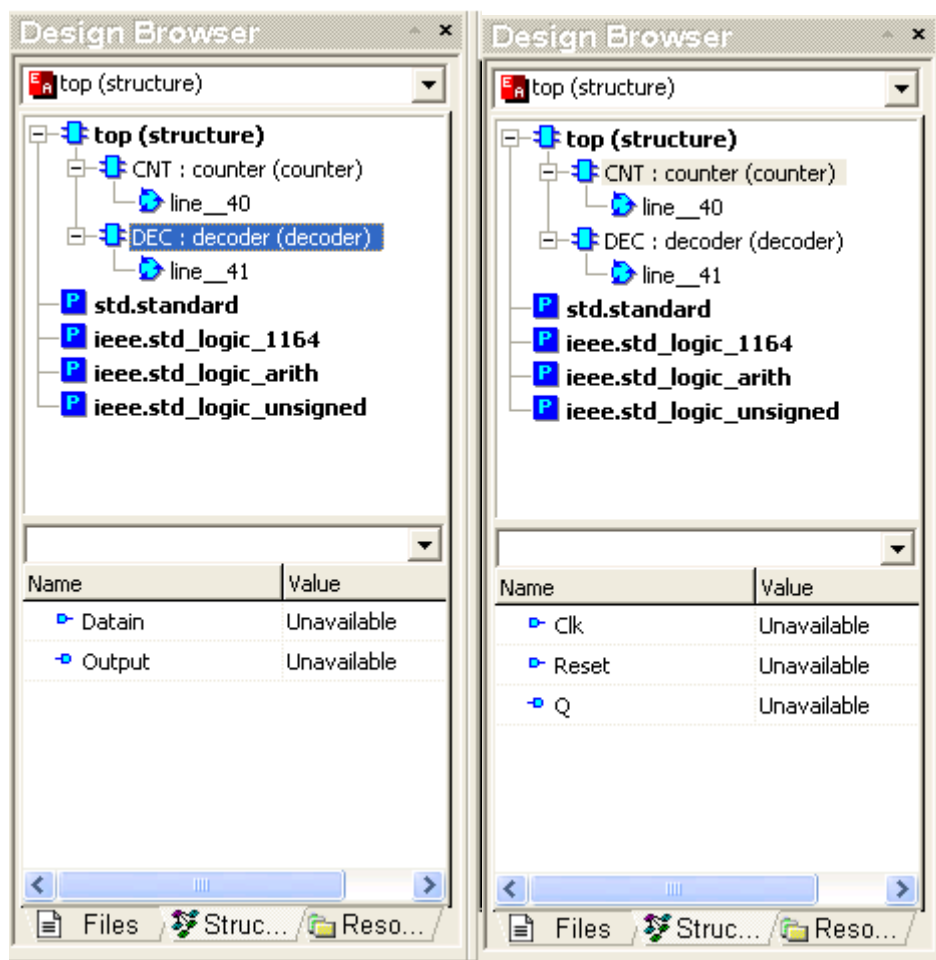 Design Browser
top (structure)
top (structure)
CNT : counter (counter)
line__40
DEC : decoder (decoder)
line__41
P std.standard
P ieee.std_logic_1164
P ieee.std_logic_arith
P ieee.std_logic_unsigned
Name Value
Datain Unavailable
Output Unavailable
Files Struc... Reso...
Design Browser
top (structure)
top (structure)
CNT : counter (counter)
line__40
DEC : decoder (decoder)
line__41
P std.standard
P ieee.std_logic_1164
P ieee.std_logic_arith
P ieee.std_logic_unsigned
Name Value
Clk Unavailable
Reset Unavailable
Q Unavailable
Files Struc... Reso...